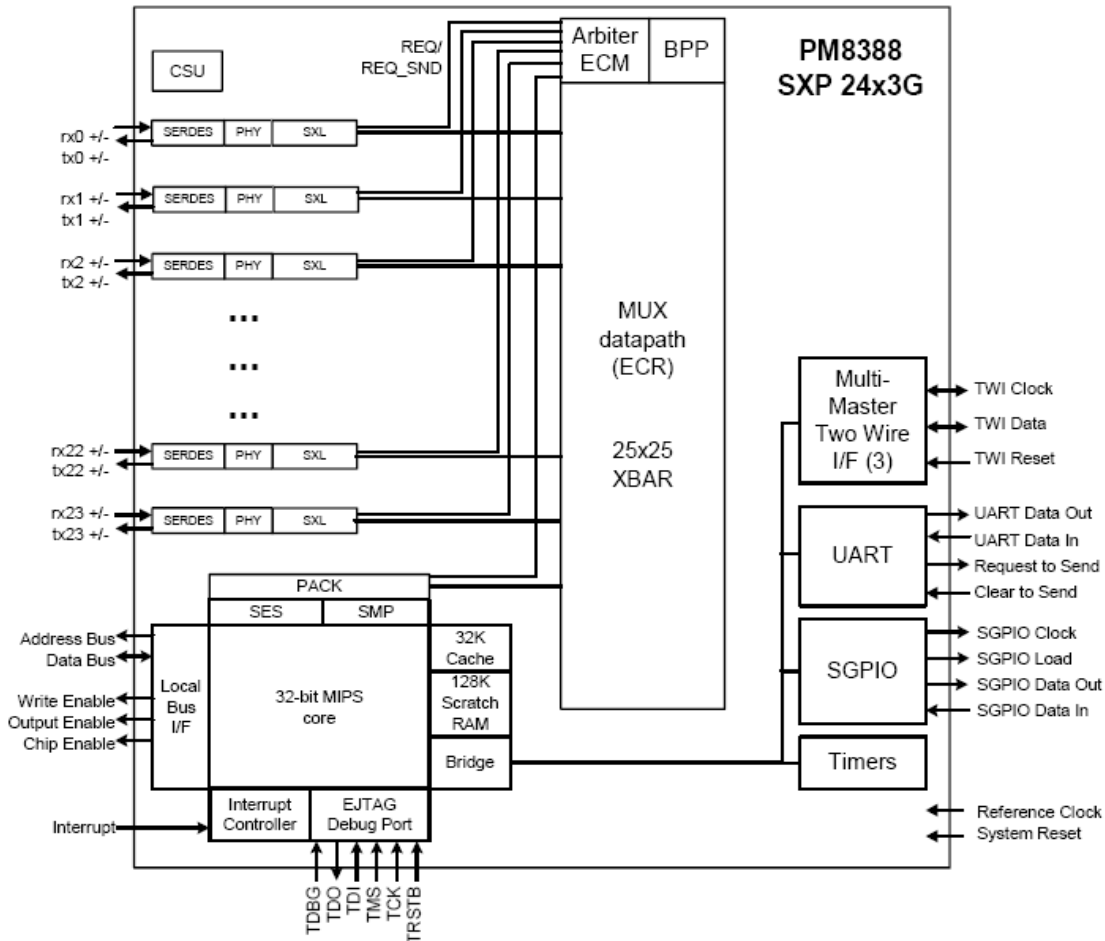 PM8388
SXP 24x3G
CSU
REQ/
REQ_SND
Arbiter
ECM
BPP
rx0 +/-
tx0 +/-
SERDES
PHY
SXL
rx1 +/-
tx1 +/-
SERDES
PHY
SXL
rx2 +/-
tx2 +/-
SERDES
PHY
SXL
...
...
...
rx22 +/-
tx22 +/-
SERDES
PHY
SXL
rx23 +/-
tx23 +/-
SERDES
PHY
SXL
MUX
datapath
(ECR)
25x25
XBAR
PACK
SES
SMP
Address Bus
Data Bus
Write Enable
Output Enable
Chip Enable
Local
Bus
I/F
32-bit MIPS
core
32K
Cache
128K
Scratch
RAM
Bridge
Interrupt
Interrupt
Controller
EJTAG
Debug Port
TDBG
TDO
TDI
TMS
TCK
TRSTB
Multi-
Master
Two Wire
I/F (3)
TWI Clock
TWI Data
TWI Reset
UART
UART Data Out
UART Data In
Request to Send
Clear to Send
SGPIO
SGPIO Clock
SGPIO Load
SGPIO Data Out
SGPIO Data In
Timers
Reference Clock
System Reset